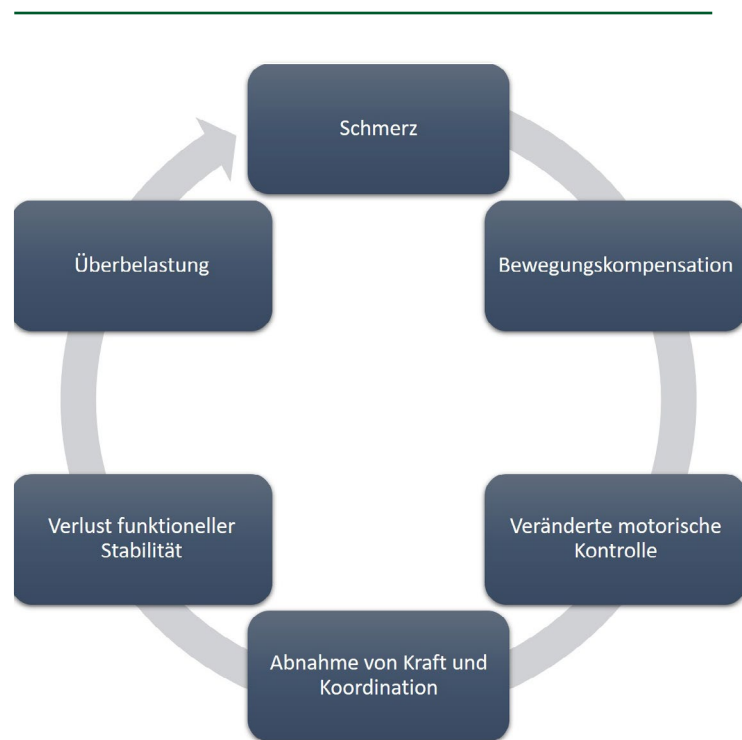 Schmerz
Bewegungskompensation
Veränderte motorische
Kontrolle
Abnahme von Kraft und
Koordination
Verlust funktioneller
Stabilität
Überbelastung